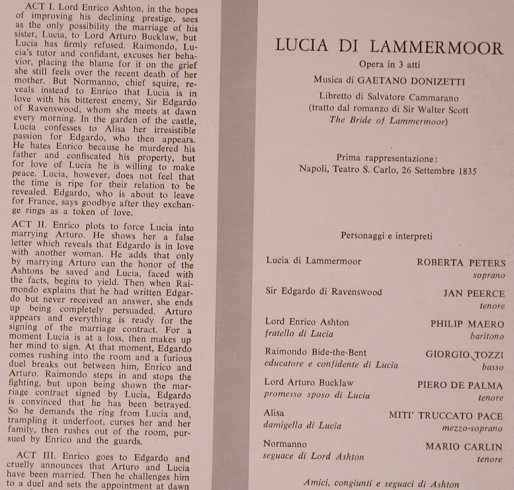 ACT I. Lord Enrico Ashton, in the hopes
of improving his declining prestige, sees
as the only possibility the marriage of his
sister, Lucia, to Lord Arturo Bucklaw, but
Lucia has firmly refused. Raimondo, Lu-
cia's tutor and confidant, excuses her beha-
vior, placing the blame for it on the grief
she still feels over the recent death of her
mother. But Normanno, chief squire, re-
veals instead to Enrico that Lucia is in
love with his bitterest enemy, Sir Edgardo
of Ravenswood, whom she meets at dawn
every morning. In the garden of the castle,
Lucia confesses to Alisa her irresistible
passion for Edgardo, who then appears.
He hates Enrico because he murdered his
father and confiscated his property, but
for love of Lucia he is willing to make
peace. Lucia, however, does not feel that
the time is ripe for their relation to be
revealed. Edgardo, who is about to leave
for France, says goodbye after they exchan-
ge rings as a token of love.
ACT II. Enrico plots to force Lucia into
marrying Arturo. He shows her a false
letter which reveals that Edgardo is in love
with another woman. He adds that only
by marrying Arturo can the honor of the
Ashtons be saved and Lucia, faced with
the facts, begins to yield. Then when Rai-
mondo explains that he had written Edgar-
do but never received an answer, she ends
up being completely persuaded. Arturo
appears and everything is ready for the
signing of the marriage contract. For a
moment Lucia is at a loss, then makes up
her mind to sign. At that moment, Edgardo
comes rushing into the room and a furious
duel breaks out between him, Enrico and
Arturo. Raimondo steps in and stops the
fighting, but upon being shown the mar-
riage contract signed by Lucia, Edgardo
is convinced that he has been betrayed.
So he demands the ring from Lucia and,
trampling it underfoot, curses her and her
family, then rushes out of the room, pur-
sued by Enrico and the guards.
ACT III. Enrico goes to Edgardo and
cruelly announces that Arturo and Lucia
have been married. Then he challenges him
to a duel and sets the appointment at dawn
LUCIA DI LAMMERMOOR
Opera in 3 atti
Musica di GAETANO DONIZETTI
Libretto di Salvatore Cammarano
(tratto dal romanzo di Sir Walter Scott
The Bride of Lammermoor)
Prima rappresentazione:
Napoli, Teatro S. Carlo, 26 Settembre 1835
Personaggi e interpreti
Lucia di Lammermoor ROBERTA PETERS
soprano
Sir Edgardo di Ravenswood JAN PEERCE
tenore
Lord Enrico Ashton PHILIP MAERO
fratello di Lucia baritono
Raimondo Bide-the-Bent GIORGIO TOZZI
educatore e confidente di Lucia basso
Lord Arturo Bucklaw PIERO DE PALMA
promesso sposo di Lucia tenore
Alisa MITI' TRUCCATO PACE
damigella di Lucia mezzo-soprano
Normanno MARIO CARLIN
seguace di Lord Ashton tenore
Amici, congiunti e seguaci di Ashton